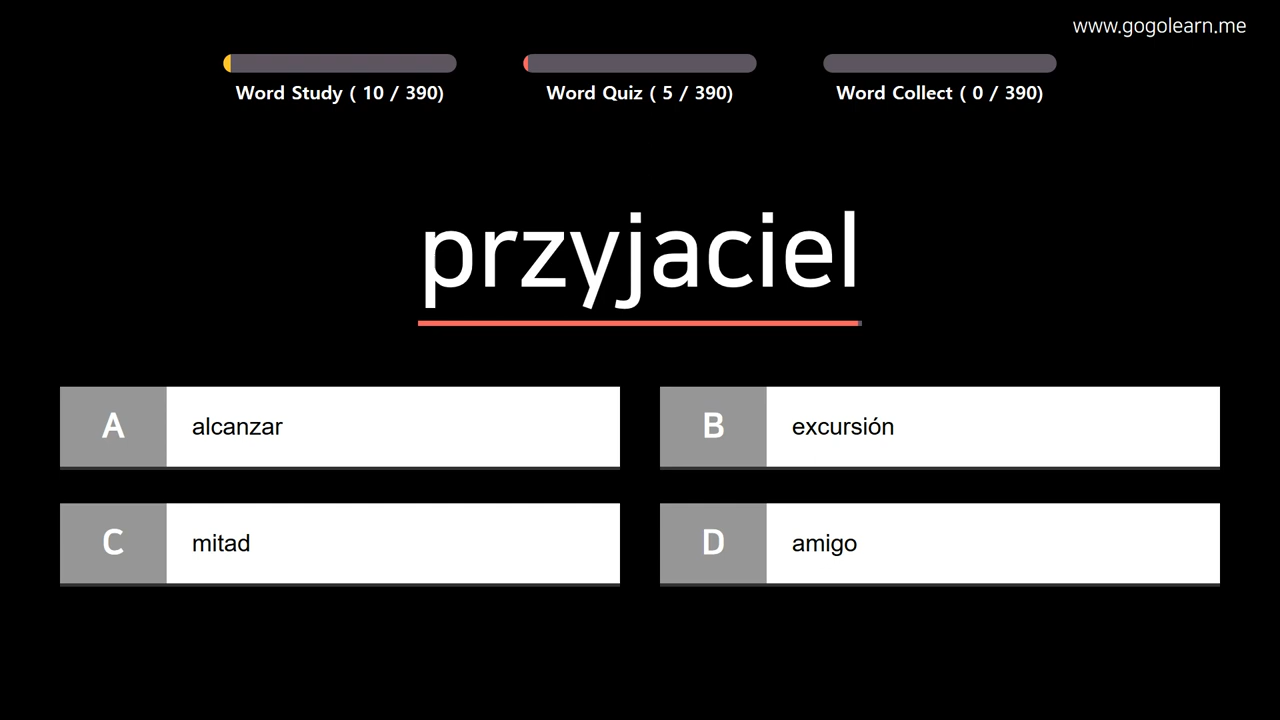 www.gogolearn.me
Word Study ( 10 / 390)
Word Quiz ( 5 / 390)
Word Collect ( 0 / 390)
przyjaciel
A alcanzar
B excursión
C mitad
D amigo